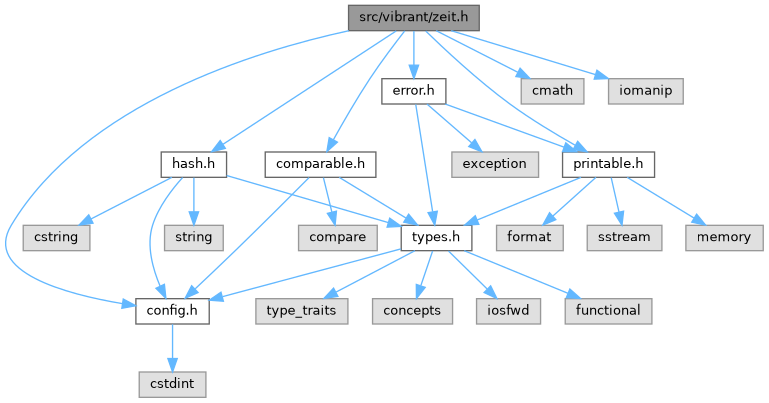 src/vibrant/zeit.h
error.h
cmath
iomanip
hash.h
comparable.h
exception
printable.h
cstring
string
compare
types.h
format
sstream
memory
config.h
type_traits
concepts
iosfwd
functional
cstdint